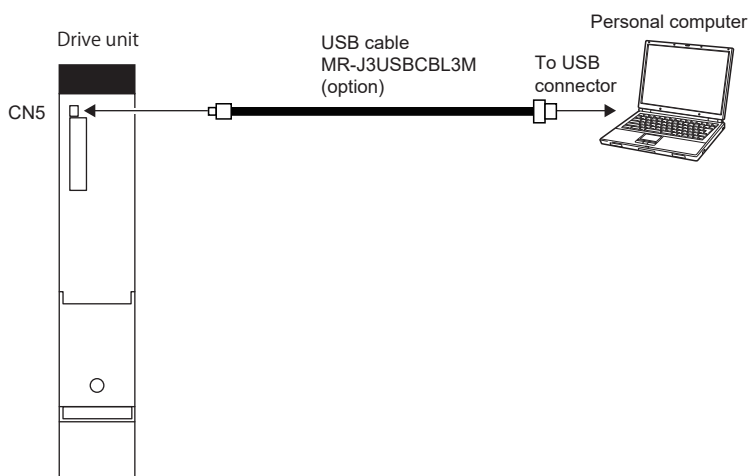 Personal computer
Drive unit
USB cable
MR-J3USBCBL3M
(option)
To USB
connector
CN5